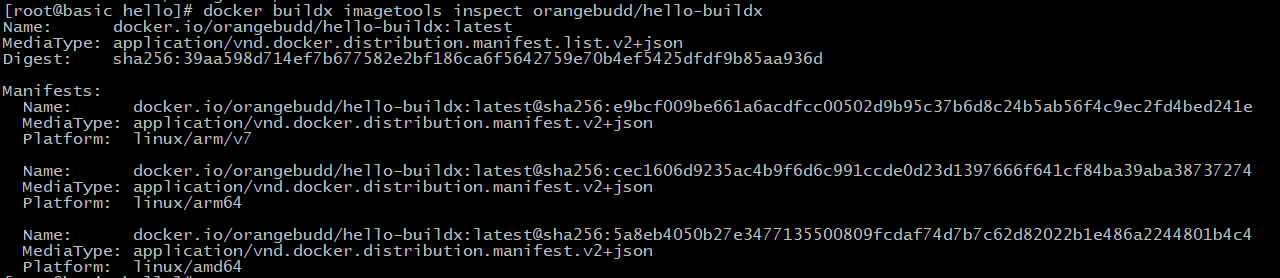 [root@basic hello]# docker buildx imagetools inspect orangebudd/hello-buildx
Name:      docker.io/orangebudd/hello-buildx:latest
MediaType: application/vnd.docker.distribution.manifest.list.v2+json
Digest:    sha256:39aa598d714ef7b677582e2bf186ca6f5642759e70b4ef5425dfdf9b85aa936d
Manifests:
  Name:      docker.io/orangebudd/hello-buildx:latest@sha256:e9bcf009be661a6acdfcc00502d9b95c37b6d8c24b5ab56f4c9ec2fd4bed241e
  MediaType: application/vnd.docker.distribution.manifest.v2+json
  Platform:  linux/arm/v7
  Name:      docker.io/orangebudd/hello-buildx:latest@sha256:cec1606d9235ac4b9f6d6c991ccde0d23d1397666f641cf84ba39aba38737274
  MediaType: application/vnd.docker.distribution.manifest.v2+json
  Platform:  linux/arm64
  Name:      docker.io/orangebudd/hello-buildx:latest@sha256:5a8eb4050b27e3477135500809fcdaf74d7b7c62d82022b1e486a2244801b4c4
  MediaType: application/vnd.docker.distribution.manifest.v2+json
  Platform:  linux/amd64